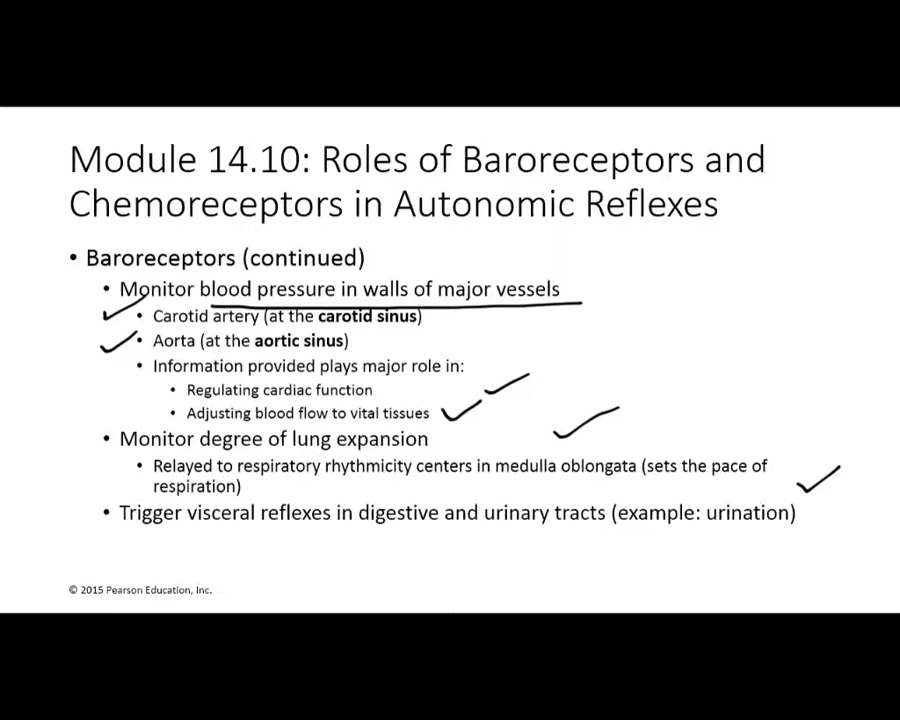 Module 14.10: Roles of Baroreceptors and
Chemoreceptors in Autonomic Reflexes
• Baroreceptors (continued)
• Monitor blood pressure in walls of major vessels
• Carotid artery (at the carotid sinus)
• Aorta (at the aortic sinus)
• Information provided plays major role in:
• Regulating cardiac function
• Adjusting blood flow to vital tissues
• Monitor degree of lung expansion
• Relayed to respiratory rhythmicity centers in medulla oblongata (sets the pace of
respiration)
• Trigger visceral reflexes in digestive and urinary tracts (example: urination)
© 2015 Pearson Education, Inc.